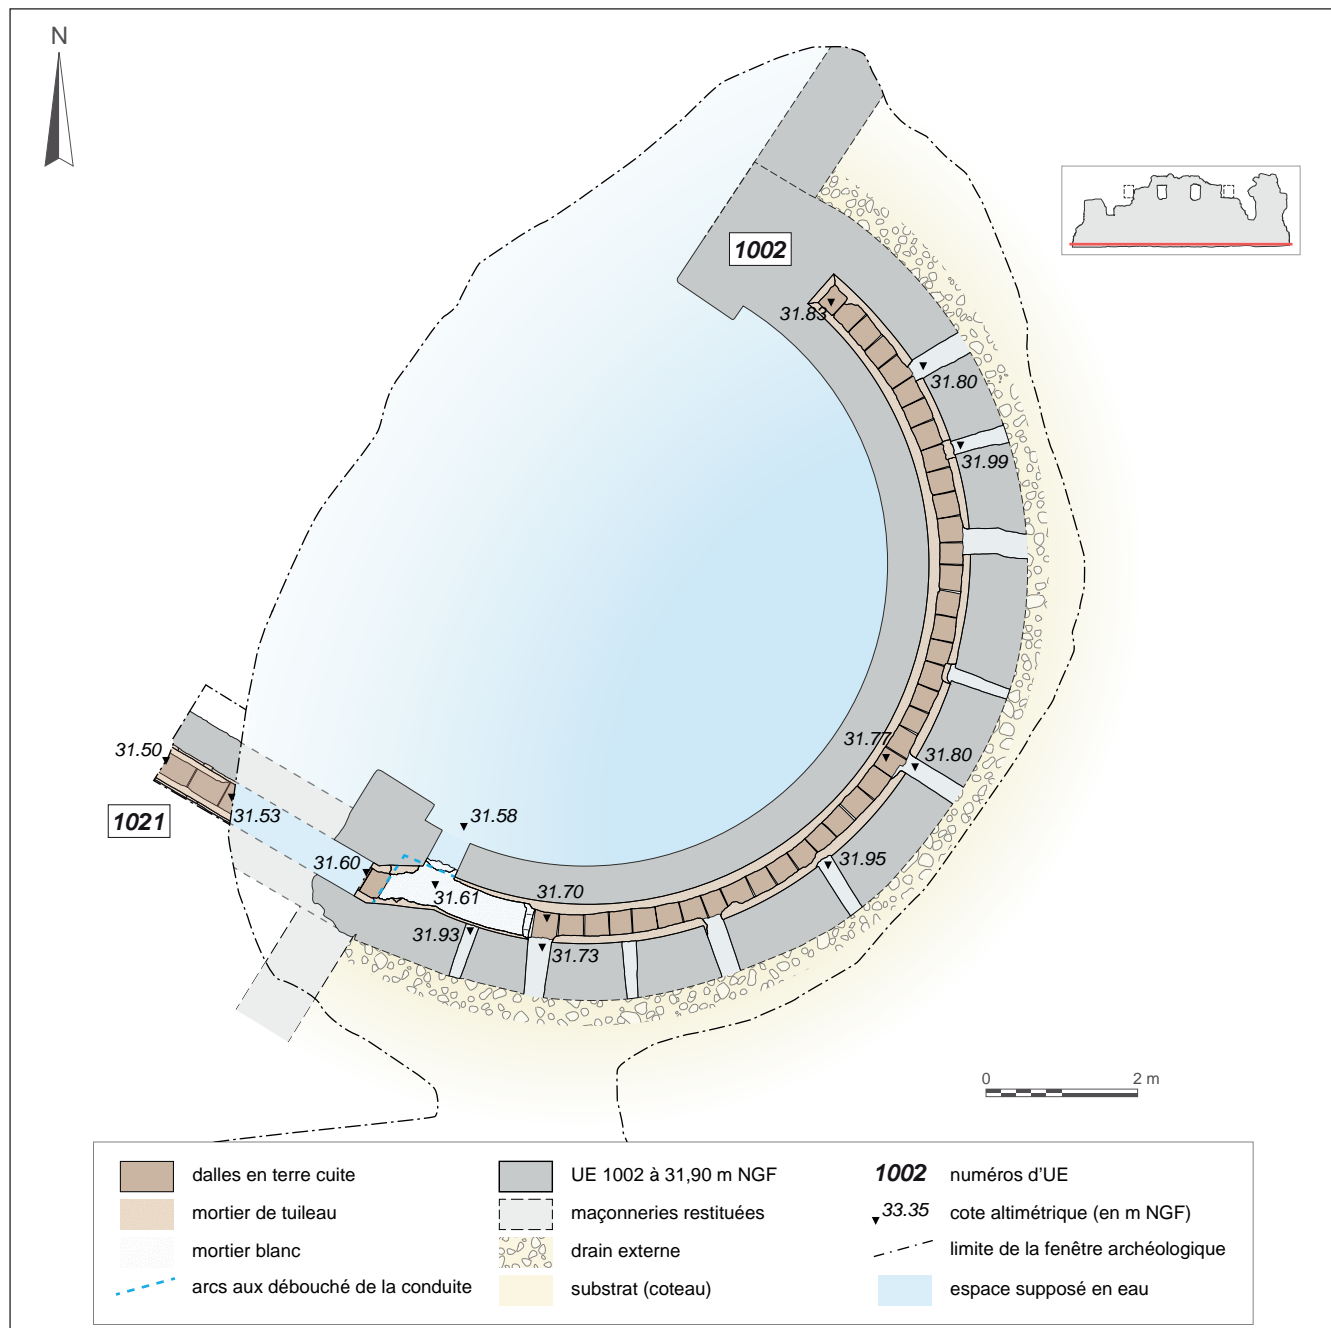 N
1002
31.83
31.80
31.99
31.77
31.80
31.50
31.53
1021
31.58
31.60
31.61
31.70
31.95
31.93
31.73
0 2 m
dalles en terre cuite
mortier de tuileau
mortier blanc
arcs aux débouché de la conduite
UE 1002 à 31,90 m NGF
maçonneries restituées
drain externe
substrat (coteau)
1002 numéros d'UE
33.35 cote altimétrique (en m NGF)
limite de la fenêtre archéologique
espace supposé en eau